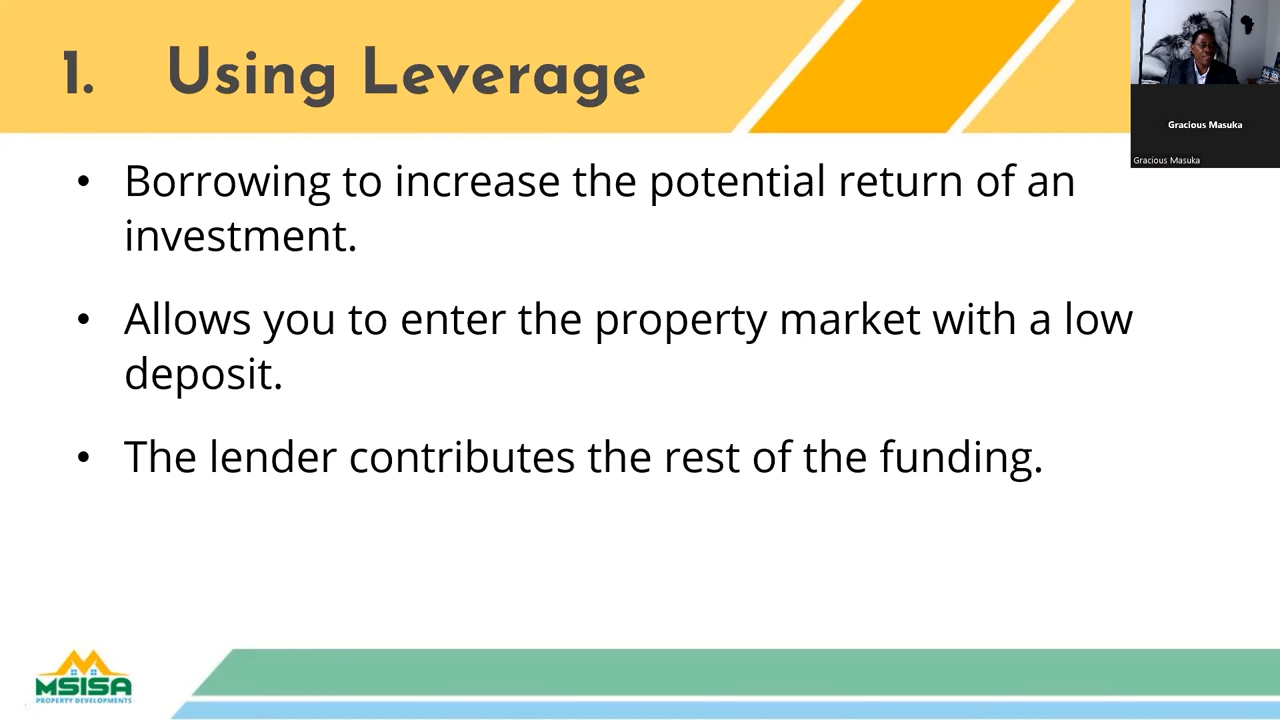 1. Using Leverage
Gracious Masuka
Gracious Masuka
• Borrowing to increase the potential return of an
investment.
• Allows you to enter the property market with a low
deposit.
• The lender contributes the rest of the funding.
MSISA
PROPERTY DEVELOPMENTS